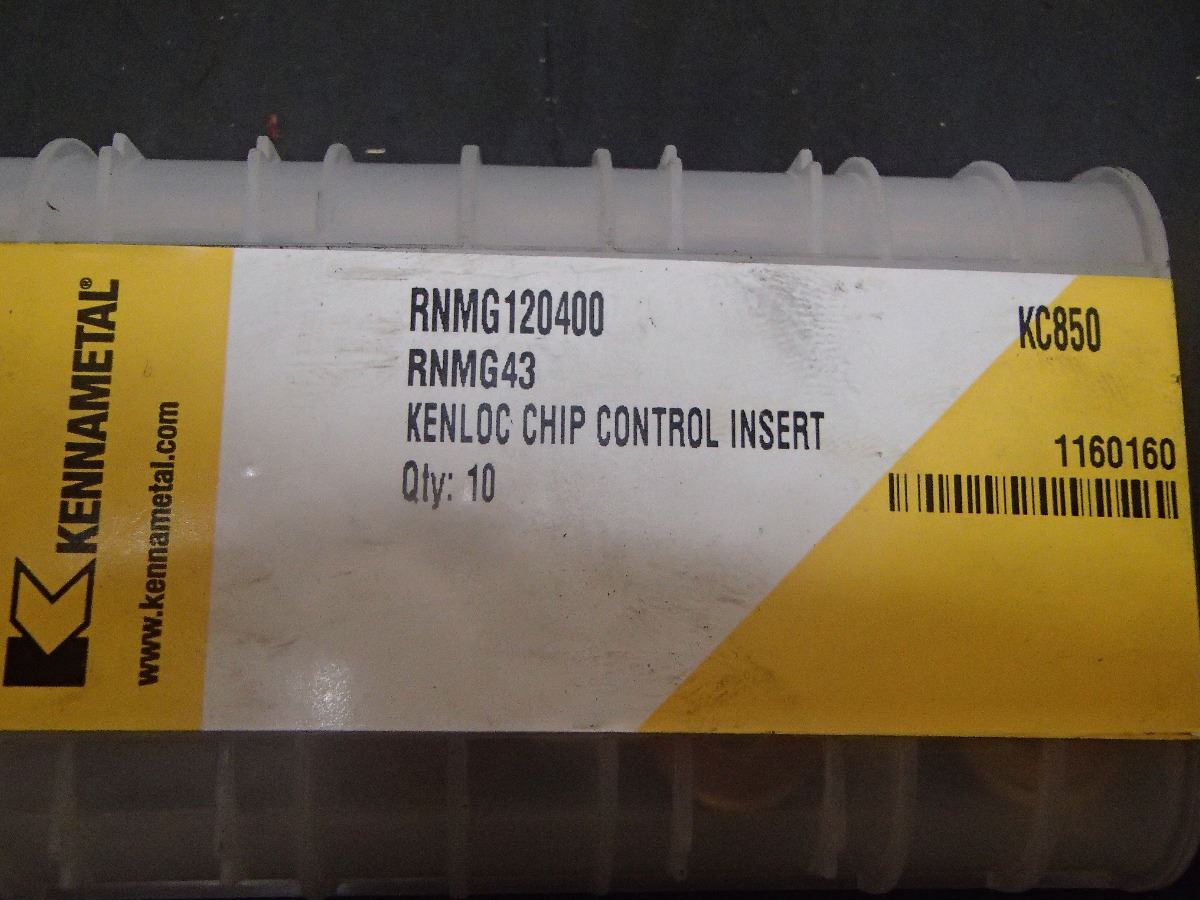 KENNAMETAL®
www.kennametal.com
RNMG120400
RNMG43
KENLOC CHIP CONTROL INSERT
Qty: 10
KC850
1160160